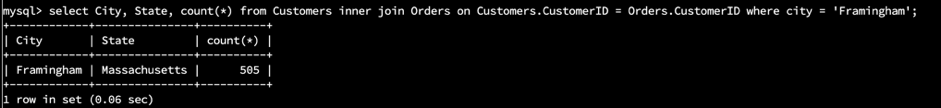 mysql> select City, State, count(*) from Customers inner join Orders on Customers.CustomerID = Orders.CustomerID where city = 'Framingham';
+------------+---------------+----------+
| City       | State         | count(*) |
+------------+---------------+----------+
| Framingham | Massachusetts |      505 |
+------------+---------------+----------+
1 row in set (0.06 sec)